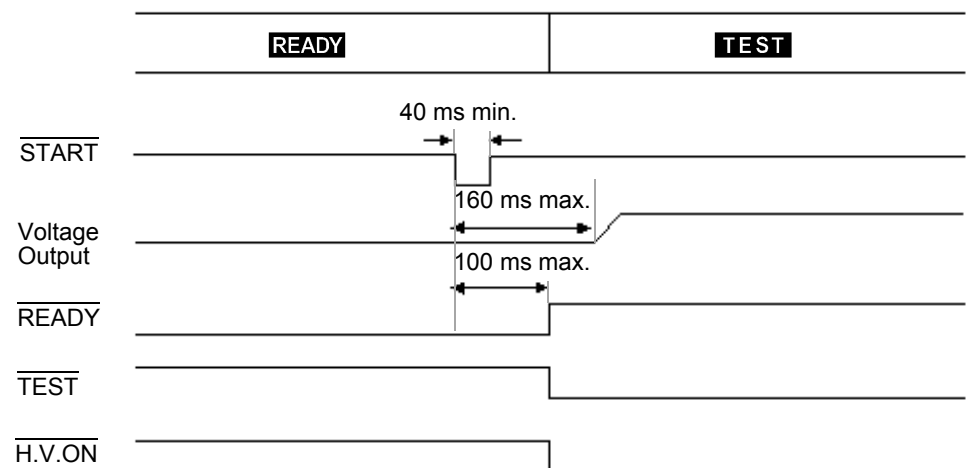 READY TEST
40 ms min.
START
160 ms max.
Voltage
Output
100 ms max.
READY
TEST
H.V.ON